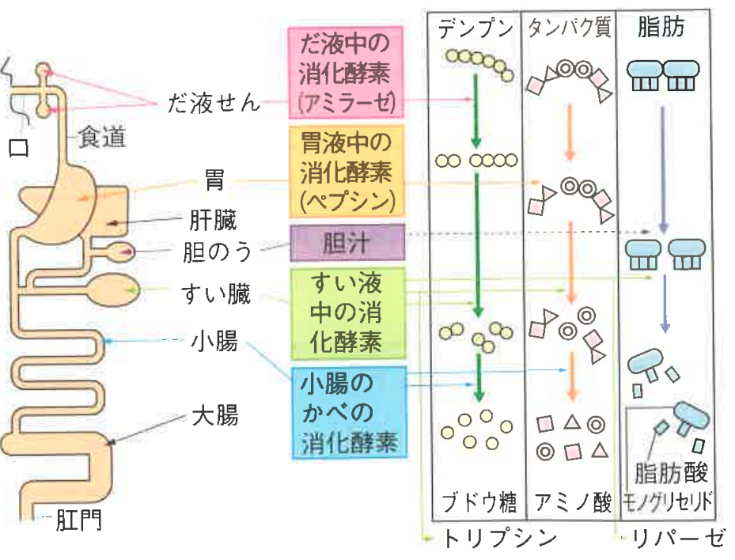 口
食道
だ液せん
胃
肝臓
胆のう
すい臓
小腸
大腸
肛門
だ液中の
消化酵素
(アミラーゼ)
胃液中の
消化酵素
(ペプシン)
胆汁
すい液
中の消
化酵素
小腸の
かべの
消化酵素
デンプン
タンパク質
脂肪
ブドウ糖
アミノ酸
脂肪酸
モノグリセリド
トリプシン
リパーゼ